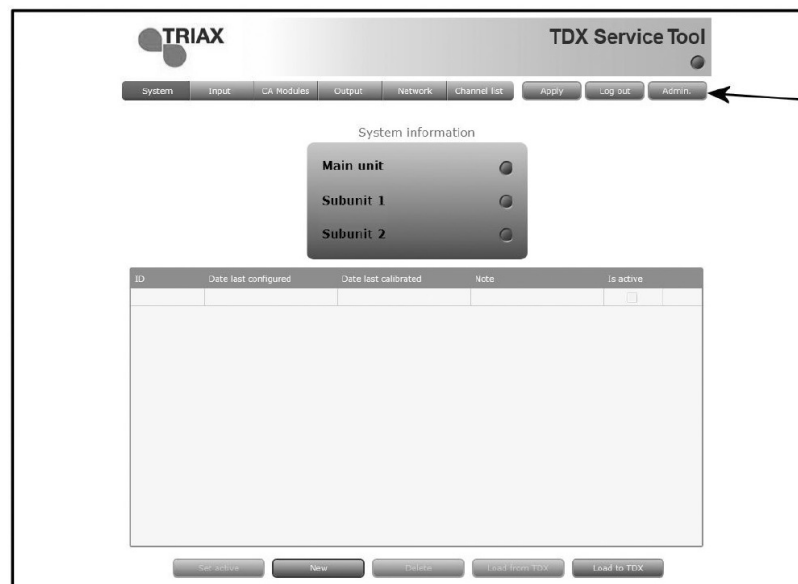 TRIAX
TDX Service Tool
System Input CA Modules Output Network Channel list Apply Log out Admin.
System information
Main unit
Subunit 1
Subunit 2
ID Date last configured Date last calibrated Note Is active
Set active New Delete Load from TDX Load to TDX